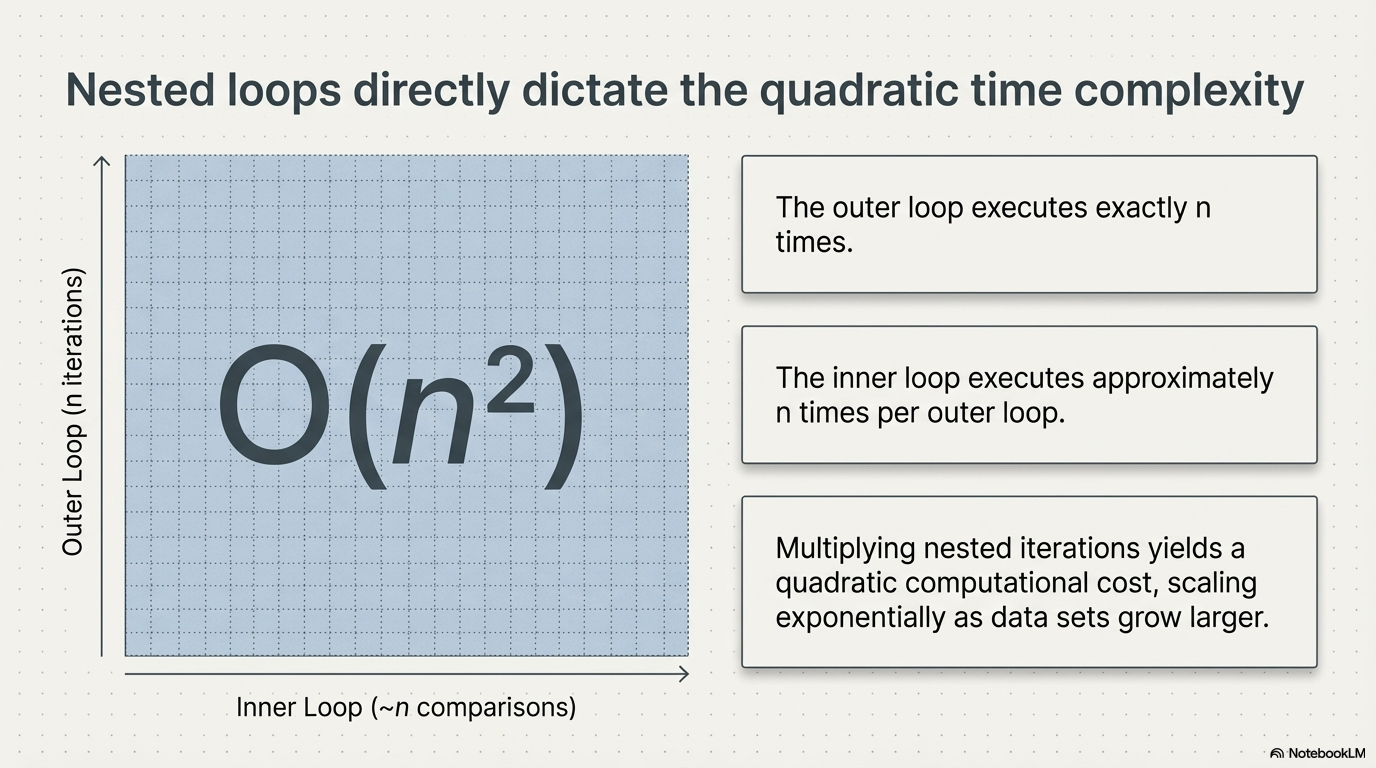 Nested loops directly dictate the quadratic time complexity
Outer Loop (n iterations)
O(n²)
Inner Loop (~n comparisons)
The outer loop executes exactly n
times.
The inner loop executes approximately
n times per outer loop.
Multiplying nested iterations yields a
quadratic computational cost, scaling
exponentially as data sets grow larger.
NotebookLM